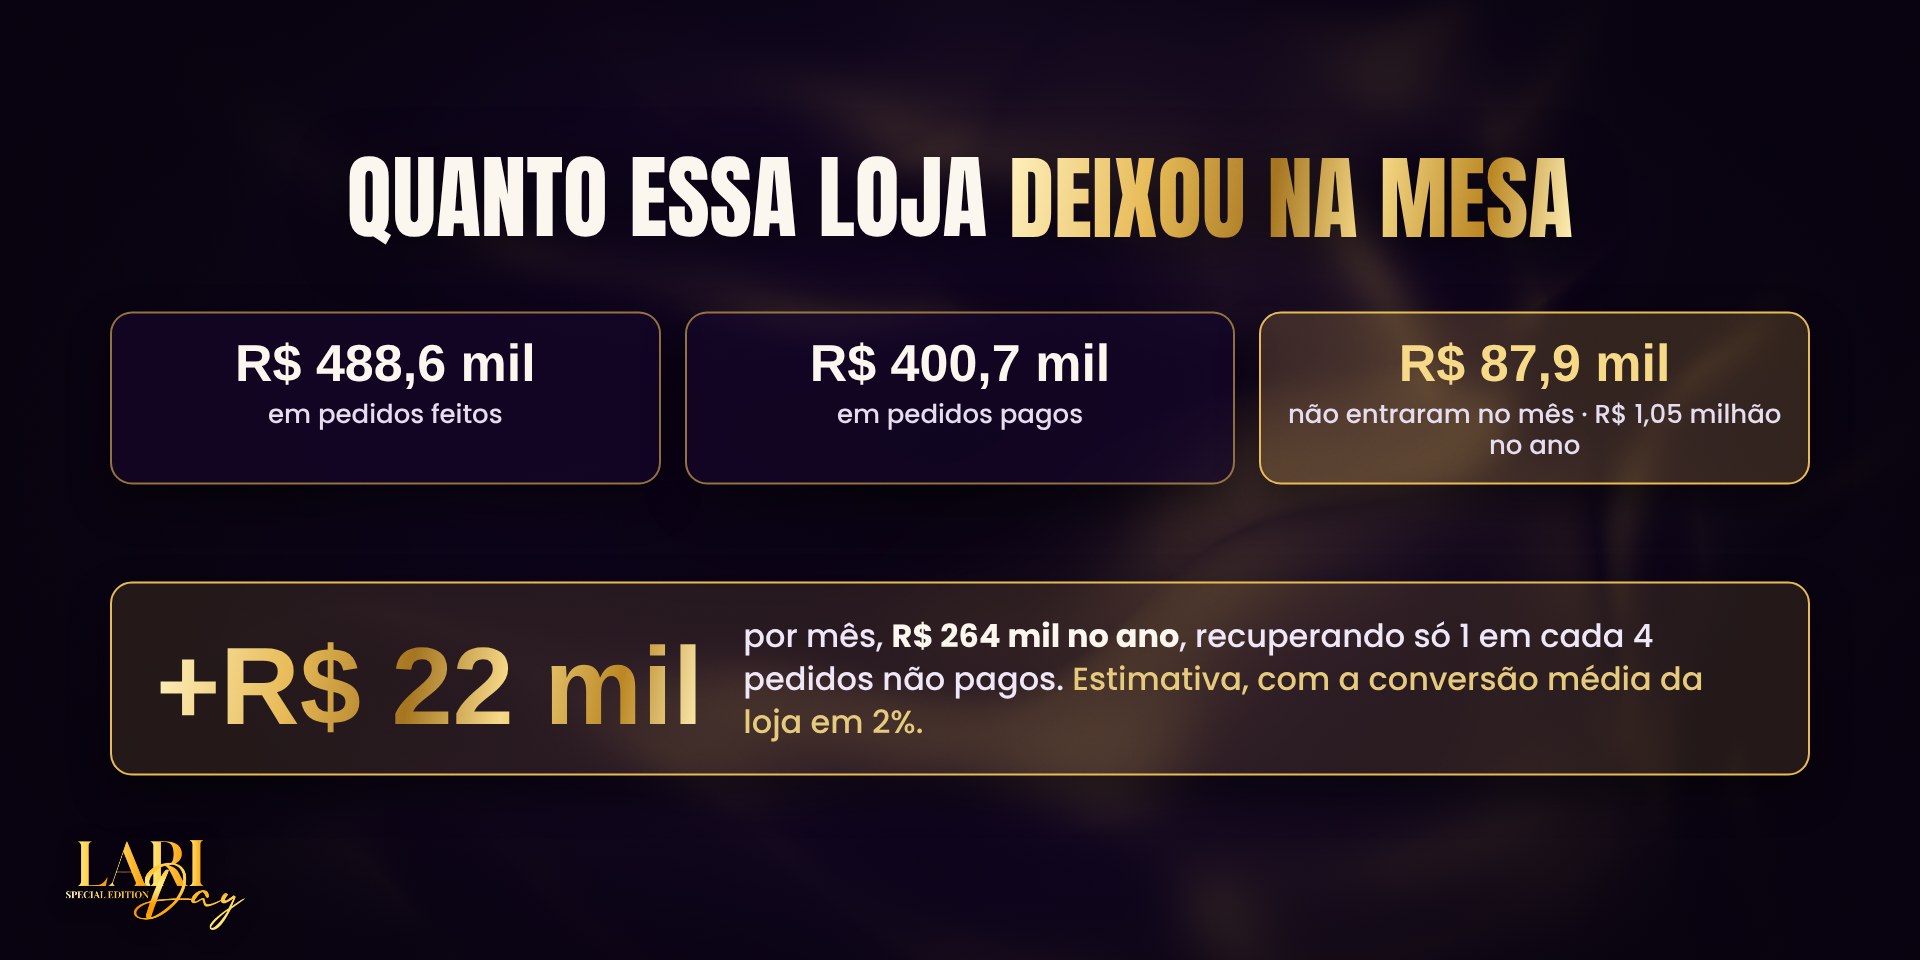 QUANTO ESSA LOJA DEIXOU NA MESA
R$ 488,6 mil
em pedidos feitos
R$ 400,7 mil
em pedidos pagos
R$ 87,9 mil
não entraram no mês · R$ 1,05 milhão
no ano
+R$ 22 mil
por mês, R$ 264 mil no ano, recuperando só 1 em cada 4
pedidos não pagos. Estimativa, com a conversão média da
loja em 2%.
LABI
SPECIAL EDITION
Day